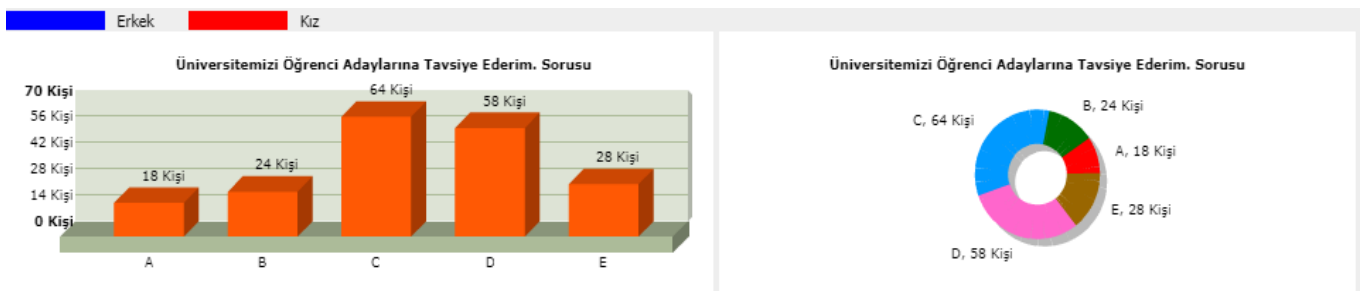 Erkek
Kız
Üniversitemizi Öğrenci Adaylarına Tavsiye Ederim. Sorusu
70 Kişi
56 Kişi
42 Kişi
28 Kişi
14 Kişi
0 Kişi
18 Kişi
24 Kişi
64 Kişi
58 Kişi
28 Kişi
A
B
C
D
E
Üniversitemizi Öğrenci Adaylarına Tavsiye Ederim. Sorusu
B, 24 Kişi
C, 64 Kişi
A, 18 Kişi
E, 28 Kişi
D, 58 Kişi